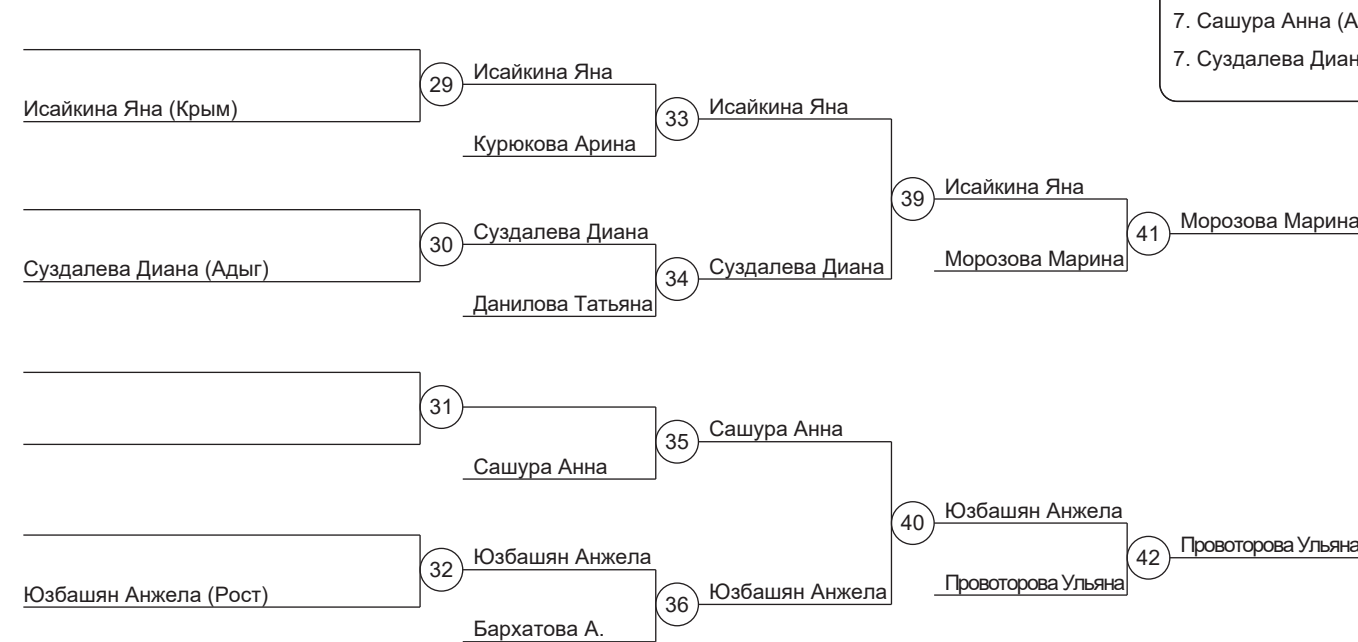 7. Сашура Анна (А
7. Суздалева Диан
29
Исайкина Яна
Исайкина Яна (Крым)
33
Исайкина Яна
Курюкова Арина
39
Исайкина Яна
30
Суздалева Диана
Суздалева Диана (Адыг)
34
Суздалева Диана
Данилова Татьяна
Морозова Марина
41
Морозова Марина
31
35
Сашура Анна
Сашура Анна
40
Юзбашян Анжела
32
Юзбашян Анжела
Юзбашян Анжела (Рост)
36
Юзбашян Анжела
Бархатова А.
Провоторова Ульяна
42
Провоторова Ульяна